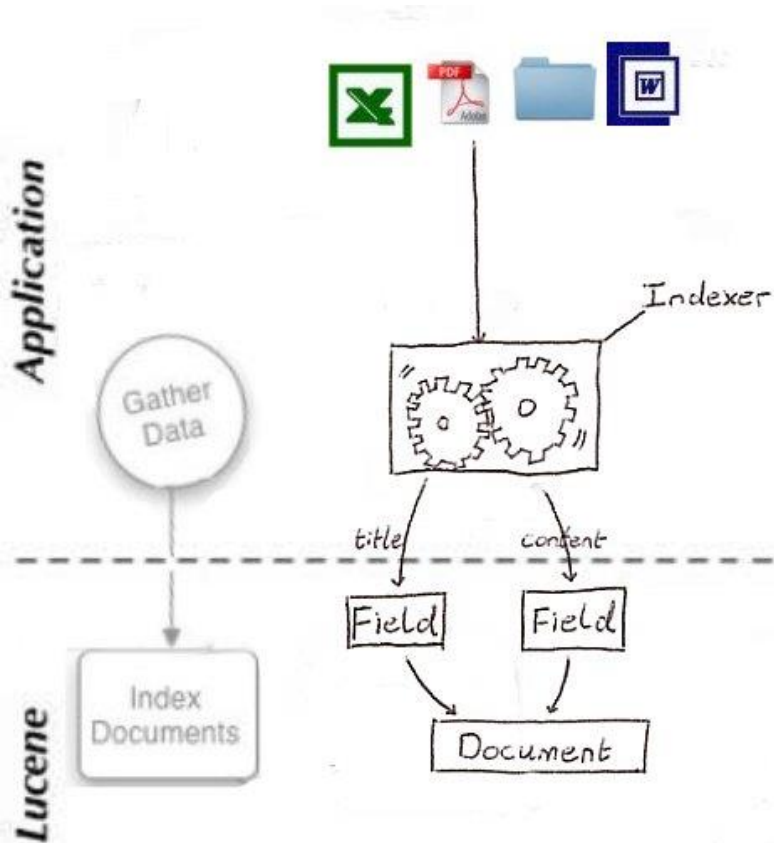 PDF
Adobe
W
Application
Indexer
Gather
Data
title
content
Field
Field
Index
Documents
Document
Lucene